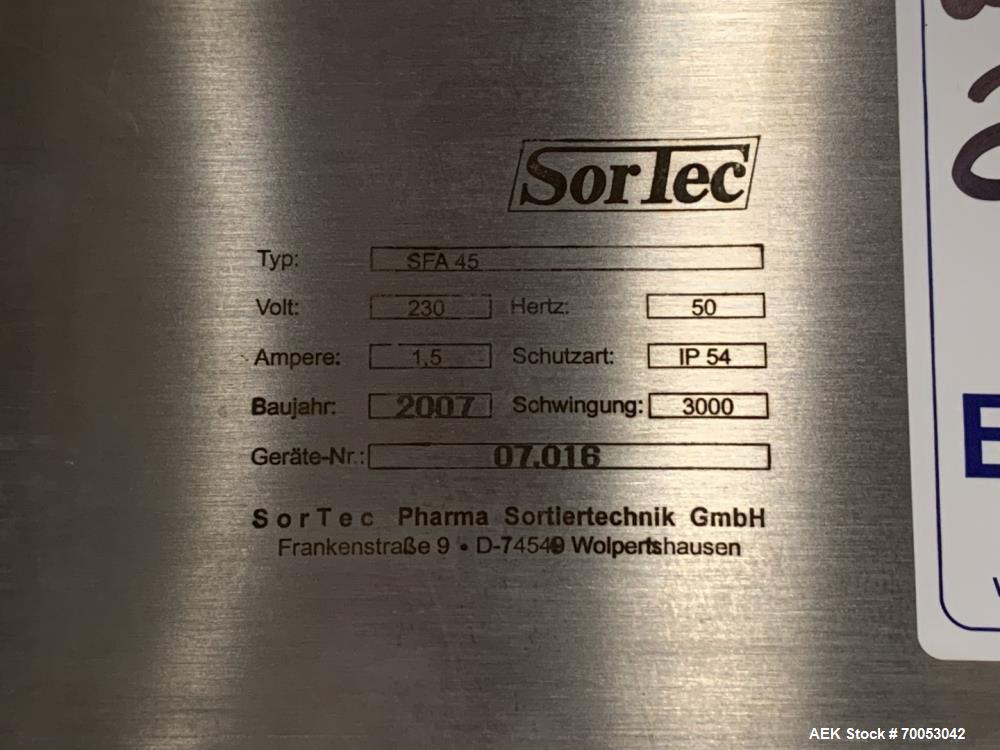 SorTec
Typ: SFA 45
Volt: 230 Hertz: 50
Ampere: 1,5 Schutzart: IP 54
Baujahr: 2007 Schwingung: 3000
Geräte-Nr.: 07.016
SorTec Pharma Sortiertechnik GmbH
Frankenstraße 9 • D-74549 Wolpertshausen
AEK Stock # 70053042